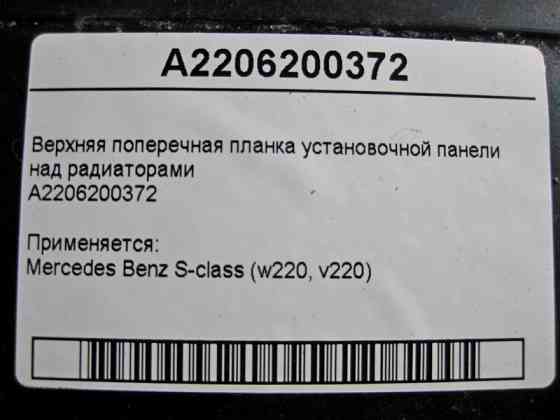 A2206200372
Верхняя поперечная планка установочной панели
над радиаторами
A2206200372
Применяется:
Mercedes Benz S-class (w220, v220)